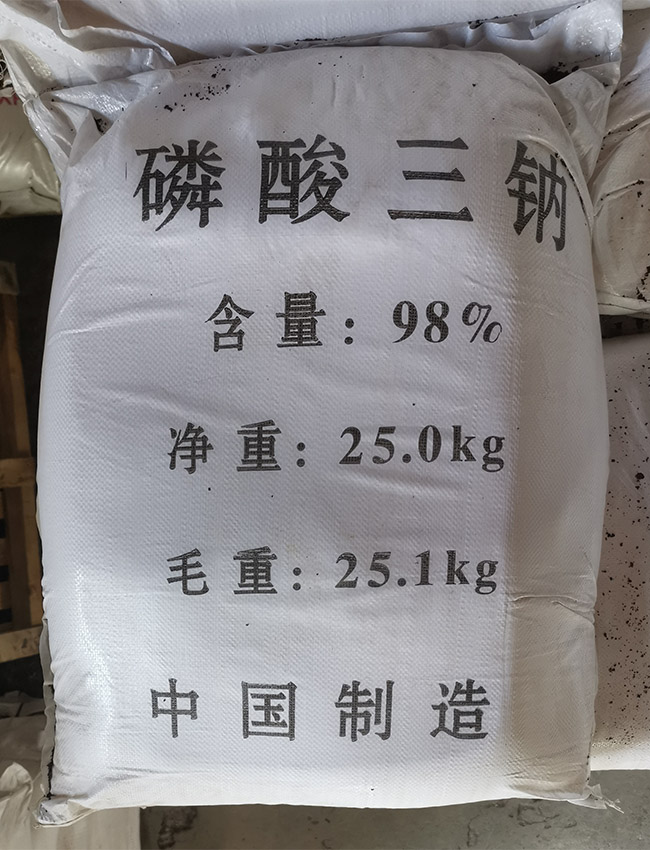 磷酸三钠
含量：98%
净重：25.0kg
毛重：25.1kg
中国制造